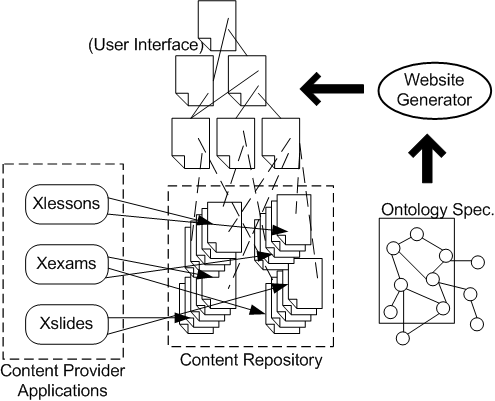 (User Interface)
Website
Generator
Xlessons
Xexams
Xslides
Ontology Spec.
Content Repository
Content Provider
Applications